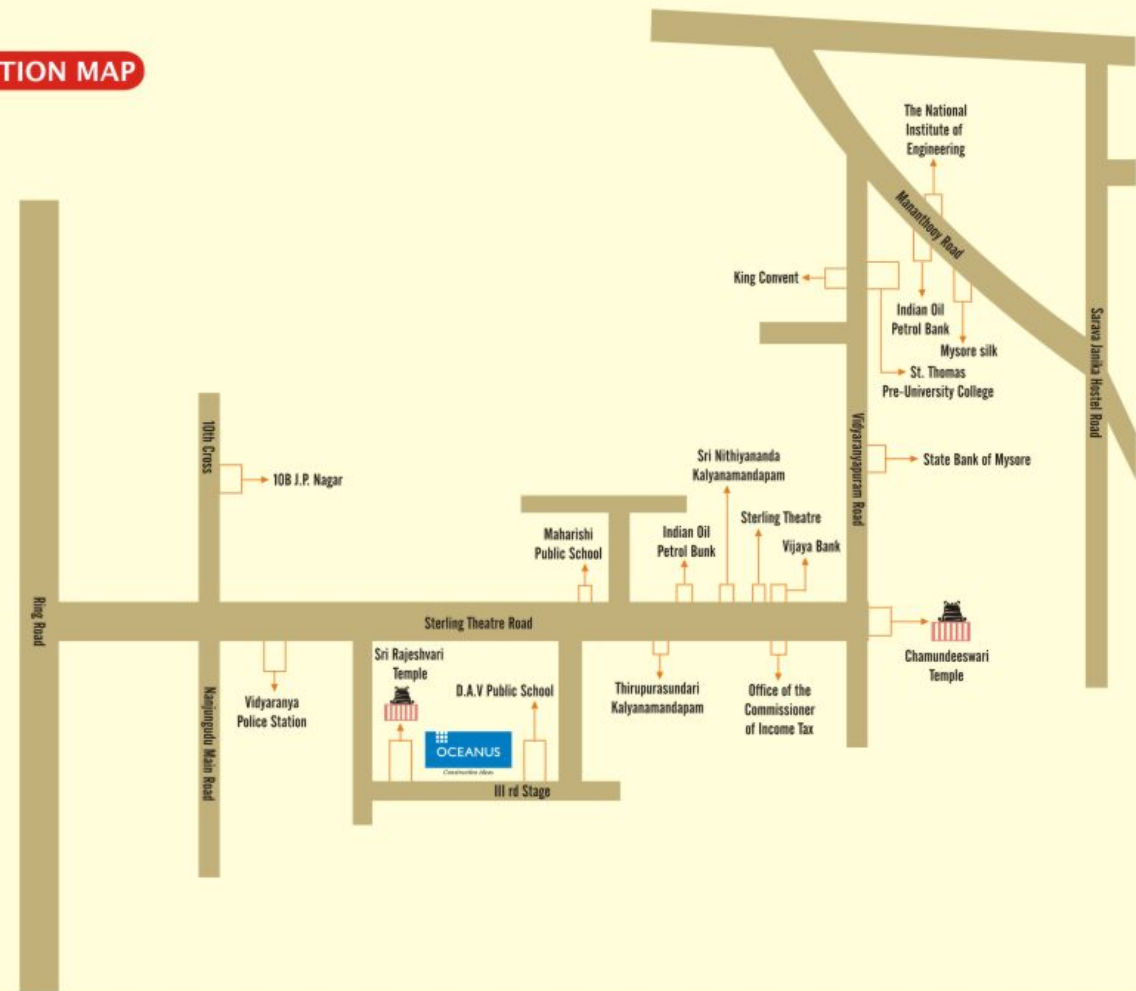 TION MAP
The National
Institute of
Engineering
Mananthooy Road
King Convent
Indian Oil
Petrol Bank
Mysore silk
St. Thomas
Pre-University College
Sarava Janika Hostel Road
Vidyaranyapuram Road
State Bank of Mysore
10th Cross
10B J.P. Nagar
Sri Nithiyananda
Kalyanamandapam
Sterling Theatre
Vijaya Bank
Maharishi
Public School
Indian Oil
Petrol Bunk
Ring Road
Sterling Theatre Road
Chamundeeswari
Temple
Sri Rajeshvari
Temple
D.A.V Public School
Thirupurasundari
Kalyanamandapam
Office of the
Commissioner
of Income Tax
Vidyaranya
Police Station
Nanjungudu Main Road
OCEANUS
Constructive Ideas
III rd Stage